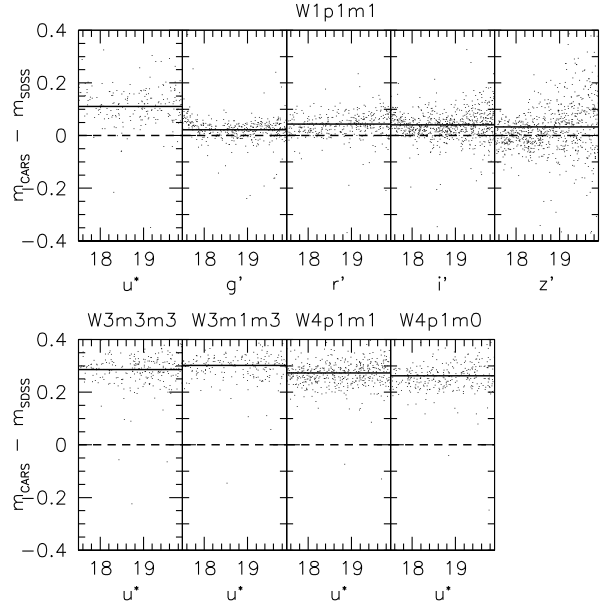 W1p1m1
0.4
0.2
0
−0.2
−0.4
m_CARS − m_SDSS
18 19 18 19 18 19 18 19 18 19
u* g' r' i' z'
W3m3m3 W3m1m3 W4p1m1 W4p1m0
0.4
0.2
0
−0.2
−0.4
m_CARS − m_SDSS
18 19 18 19 18 19 18 19
u* u* u* u*